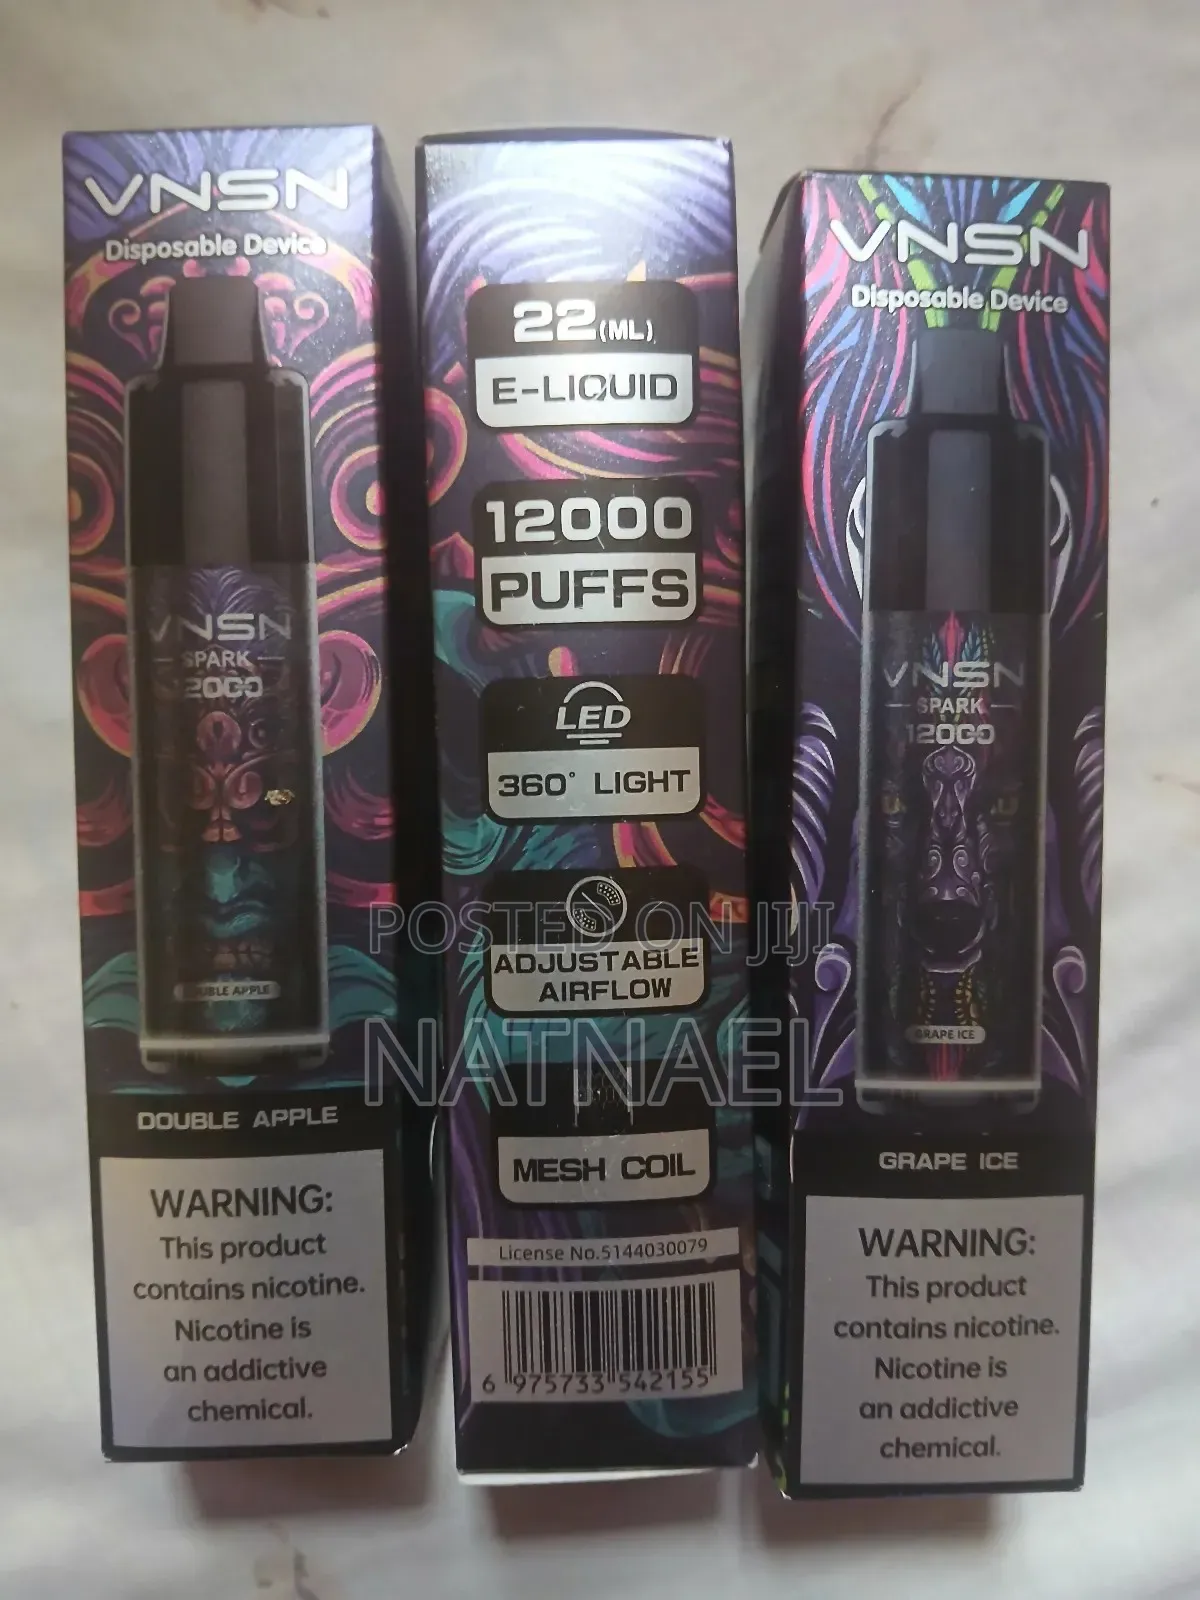 VNSN
Disposable Device
VNSN
SPARK
12000
DOUBLE APPLE
DOUBLE APPLE
WARNING:
This product
contains nicotine.
Nicotine is
an addictive
chemical.
22(ML)
E-LIQUID
12000
PUFFS
LED
360° LIGHT
ADJUSTABLE
AIRFLOW
MESH COIL
License No.5144030079
6 975733 542155
VNSN
Disposable Device
VNSN
SPARK
12000
GRAPE ICE
GRAPE ICE
WARNING:
This product
contains nicotine.
Nicotine is
an addictive
chemical.
POSTED ON JIJI
NATNAEL